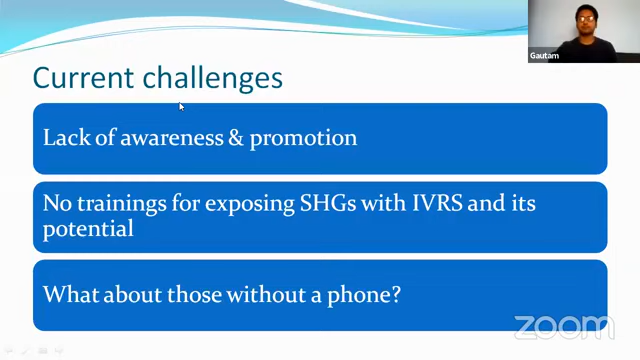 Gautam
Current challenges
Lack of awareness & promotion
No trainings for exposing SHGs with IVRS and its
potential
What about those without a phone?
zoom